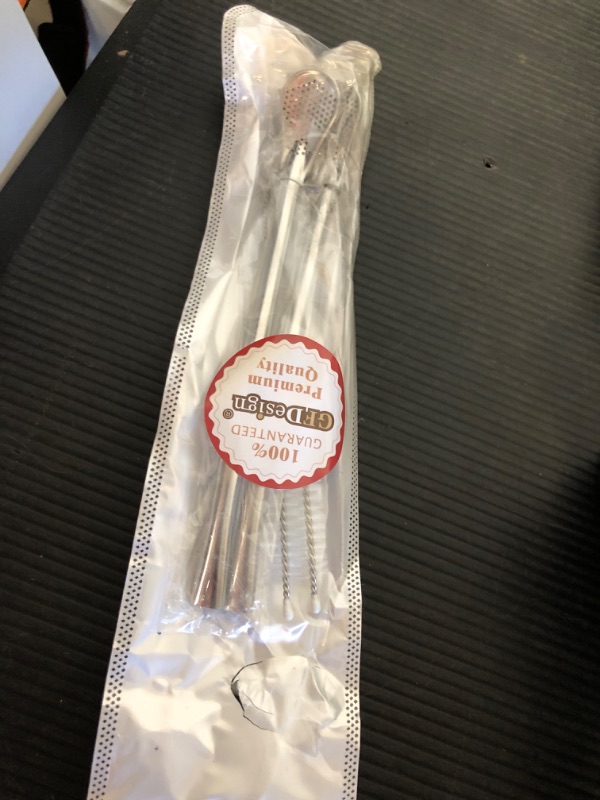 100%
GUARANTEED
GFDesign®
Premium
Quality